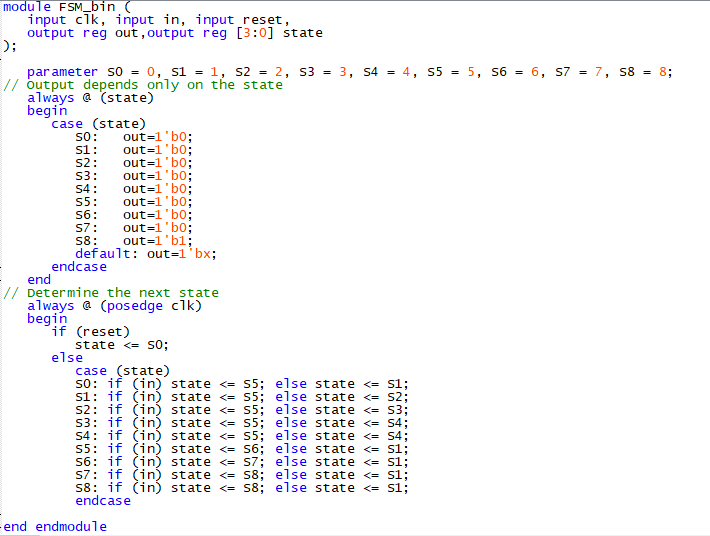 module FSM_bin (
   input clk, input in, input reset,
   output reg out,output reg [3:0] state
);
   parameter S0 = 0, S1 = 1, S2 = 2, S3 = 3, S4 = 4, S5 = 5, S6 = 6, S7 = 7, S8 = 8;
// Output depends only on the state
   always @ (state)
   begin
      case (state)
         S0:   out=1'b0;
         S1:   out=1'b0;
         S2:   out=1'b0;
         S3:   out=1'b0;
         S4:   out=1'b0;
         S5:   out=1'b0;
         S6:   out=1'b0;
         S7:   out=1'b0;
         S8:   out=1'b1;
         default: out=1'bx;
      endcase
   end
// Determine the next state
   always @ (posedge clk)
   begin
      if (reset)
         state <= S0;
      else
         case (state)
         S0: if (in) state <= S5; else state <= S1;
         S1: if (in) state <= S5; else state <= S2;
         S2: if (in) state <= S5; else state <= S3;
         S3: if (in) state <= S5; else state <= S4;
         S4: if (in) state <= S5; else state <= S4;
         S5: if (in) state <= S6; else state <= S1;
         S6: if (in) state <= S7; else state <= S1;
         S7: if (in) state <= S8; else state <= S1;
         S8: if (in) state <= S8; else state <= S1;
         endcase
end endmodule